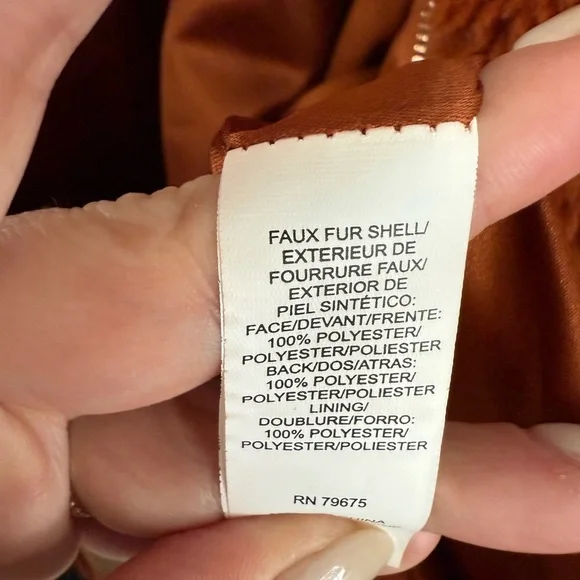 FAUX FUR SHELL/
EXTERIEUR DE
FOURRURE FAUX/
EXTERIOR DE
PIEL SINTÉTICO:
FACE/DEVANT/FRENTE:
100% POLYESTER/
POLYESTER/POLIESTER
BACK/DOS/ATRAS:
100% POLYESTER/
POLYESTER/POLIESTER
LINING/
DOUBLURE/FORRO:
100% POLYESTER/
POLYESTER/POLIESTER
RN 79675